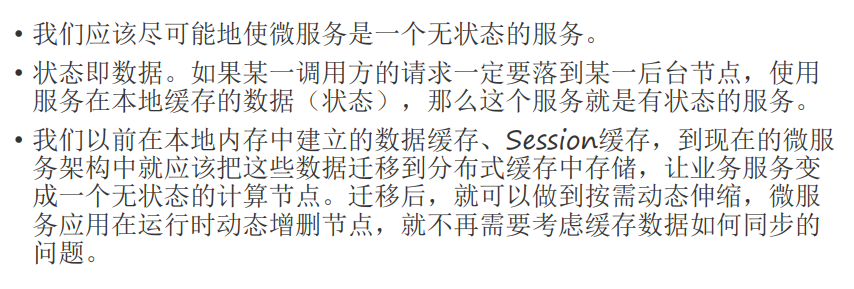 • 我们应该尽可能地使微服务是一个无状态的服务。
• 状态即数据。如果某一调用方的请求一定要落到某一后台节点，使用
服务在本地缓存的数据（状态），那么这个服务就是有状态的服务。
• 我们以前在本地内存中建立的数据缓存、Session缓存，到现在的微服
务架构中就应该把这些数据迁移到分布式缓存中存储，让业务服务变
成一个无状态的计算节点。迁移后，就可以做到按需动态伸缩，微服
务应用在运行时动态增删节点，就不再需要考虑缓存数据如何同步的
问题。